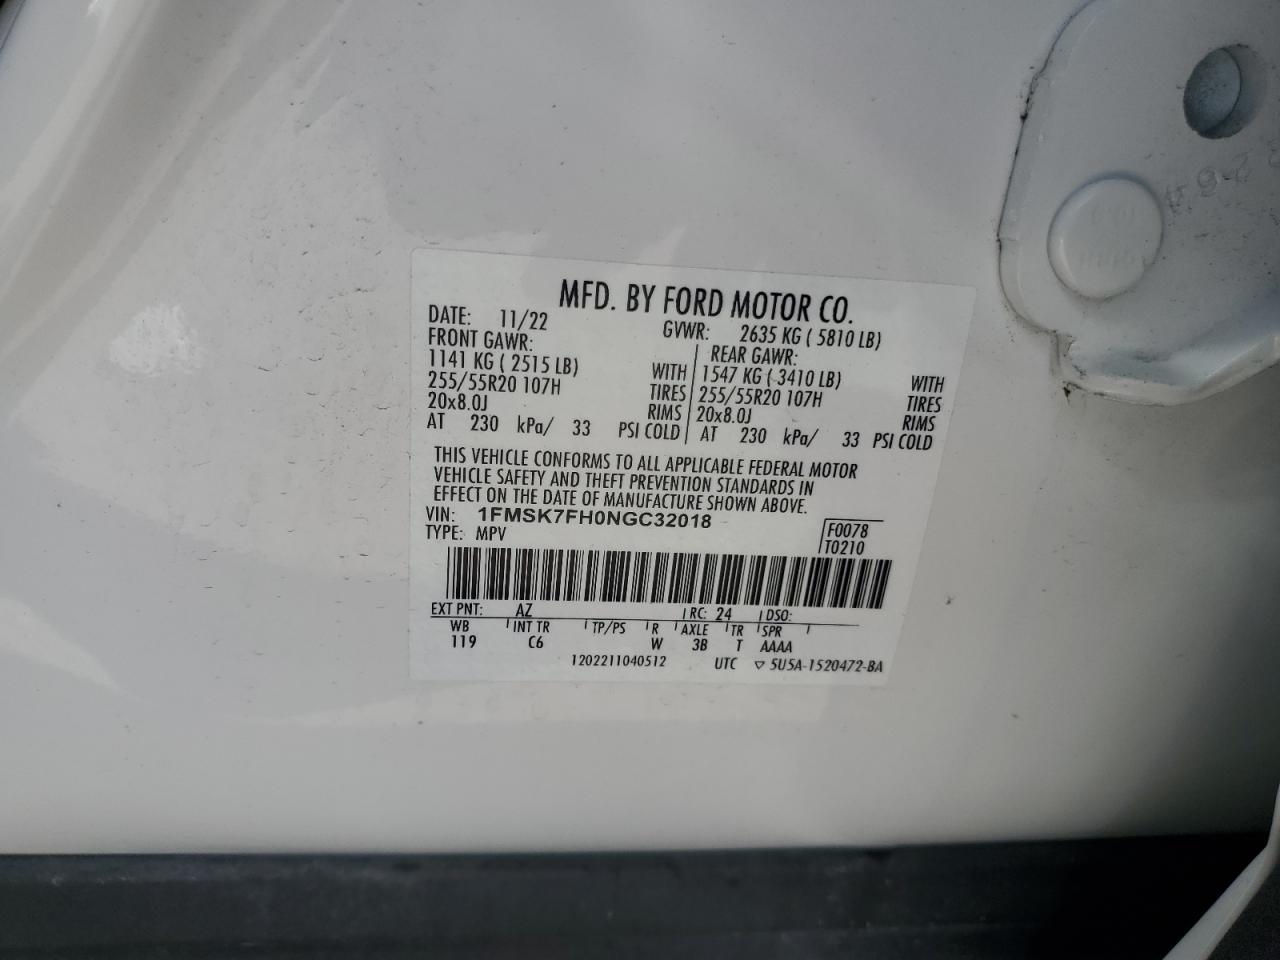 MFD. BY FORD MOTOR CO.
DATE: 11/22 GVWR: 2635 KG ( 5810 LB)
FRONT GAWR: REAR GAWR:
1141 KG ( 2515 LB) WITH 1547 KG ( 3410 LB) WITH
255/55R20 107H TIRES 255/55R20 107H TIRES
20x8.0J RIMS 20x8.0J RIMS
AT 230 kPa/ 33 PSI COLD AT 230 kPa/ 33 PSI COLD
THIS VEHICLE CONFORMS TO ALL APPLICABLE FEDERAL MOTOR
VEHICLE SAFETY AND THEFT PREVENTION STANDARDS IN
EFFECT ON THE DATE OF MANUFACTURE SHOWN ABOVE.
VIN: 1FMSK7FH0NGC32018 F0078
TYPE: MPV T0210
EXT PNT: AZ RC: 24 DSO:
WB INT TR TP/PS R AXLE TR SPR
119 C6 W 3B T AAAA
1202211040512 UTC ▽ 5U5A-1520472-BA